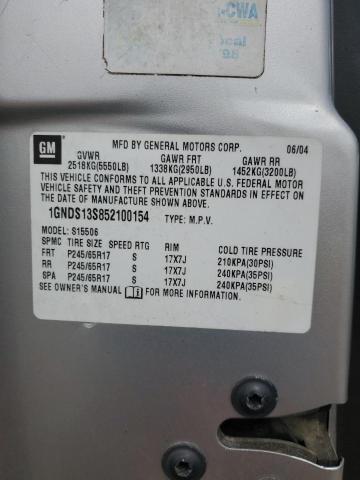 -CWA
ocal
GM
MFD BY GENERAL MOTORS CORP. 06/04
GVWR GAWR FRT GAWR RR
2518KG(5550LB) 1338KG(2950LB) 1452KG(3200LB)
THIS VEHICLE CONFORMS TO ALL APPLICABLE U.S. FEDERAL MOTOR
VEHICLE SAFETY AND THEFT PREVENTION STANDARDS IN EFFECT ON
THE DATE OF MANUFACTURE SHOWN ABOVE.
1GNDS13S852100154 TYPE: M.P.V.
MODEL: S15506
SPMC TIRE SIZE SPEED RTG RIM COLD TIRE PRESSURE
FRT P245/65R17 S 17X7J 210KPA(30PSI)
RR P245/65R17 S 17X7J 240KPA(35PSI)
SPA P245/65R17 S 17X7J 240KPA(35PSI)
SEE OWNER'S MANUAL FOR MORE INFORMATION.